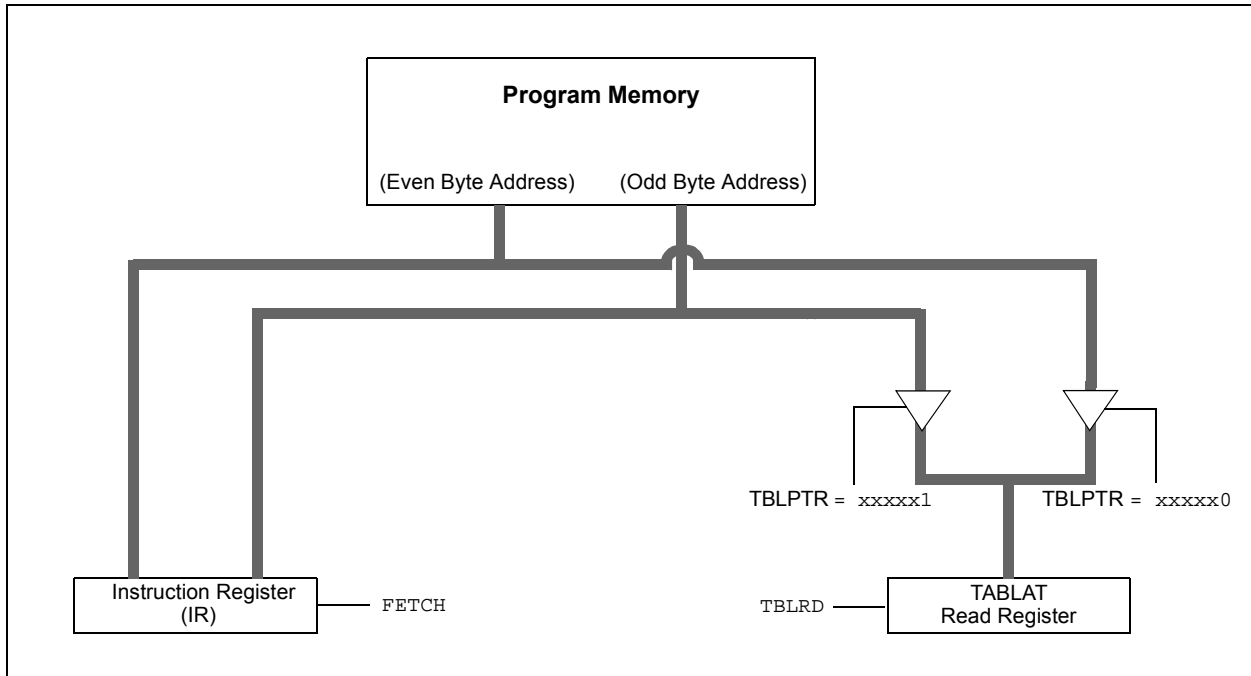 Program Memory
(Even Byte Address) (Odd Byte Address)
TBLPTR = xxxxx1
TBLPTR = xxxxx0
Instruction Register
(IR)
FETCH
TBLRD
TABLAT
Read Register